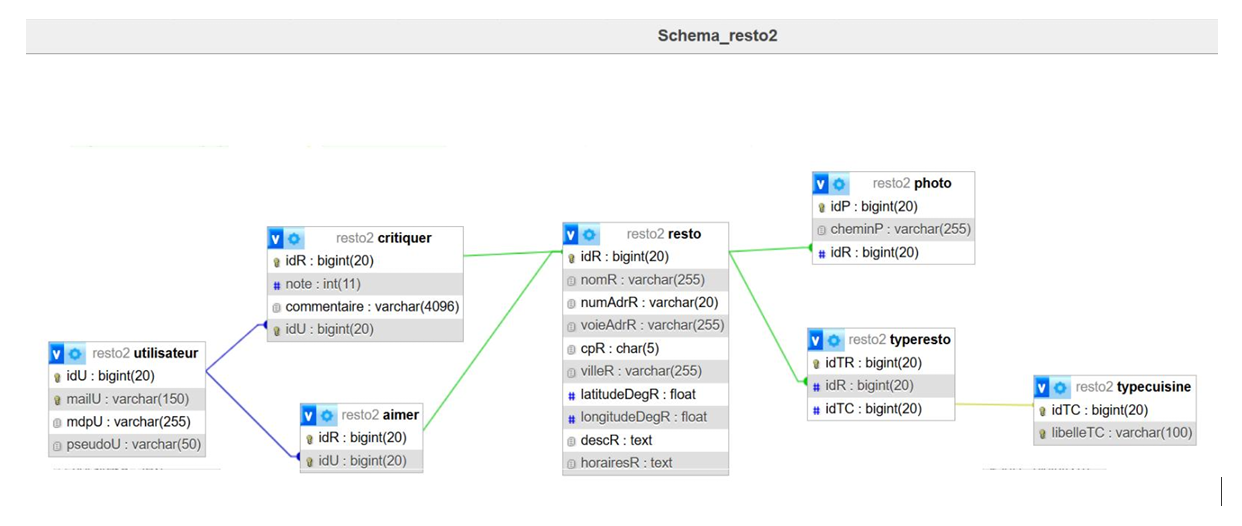 Schema_resto2
resto2 utilisateur
idU : bigint(20)
mailU : varchar(150)
mdpU : varchar(255)
pseudoU : varchar(50)
resto2 critiquer
idR : bigint(20)
note : int(11)
commentaire : varchar(4096)
idU : bigint(20)
resto2 aimer
idR : bigint(20)
idU : bigint(20)
resto2 resto
idR : bigint(20)
nomR : varchar(255)
numAdrR : varchar(20)
voieAdrR : varchar(255)
cpR : char(5)
villeR : varchar(255)
latitudeDegR : float
longitudeDegR : float
descR : text
horairesR : text
resto2 photo
idP : bigint(20)
cheminP : varchar(255)
idR : bigint(20)
resto2 typeresto
idTR : bigint(20)
idR : bigint(20)
idTC : bigint(20)
resto2 typecuisine
idTC : bigint(20)
libelleTC : varchar(100)